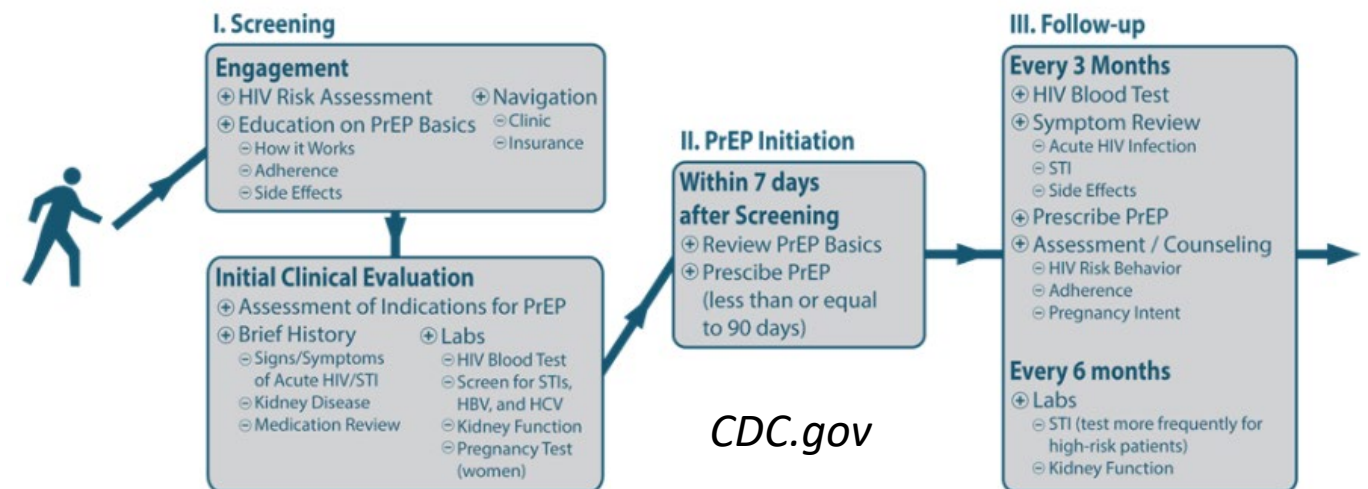 I. Screening
Engagement
HIV Risk Assessment
Education on PrEP Basics
How it Works
Adherence
Side Effects
Navigation
Clinic
Insurance
Initial Clinical Evaluation
Assessment of Indications for PrEP
Brief History
Signs/Symptoms
of Acute HIV/STI
Kidney Disease
Medication Review
Labs
HIV Blood Test
Screen for STIs,
HBV, and HCV
Kidney Function
Pregnancy Test
(women)
II. PrEP Initiation
Within 7 days
after Screening
Review PrEP Basics
Prescibe PrEP
(less than or equal
to 90 days)
CDC.gov
III. Follow-up
Every 3 Months
HIV Blood Test
Symptom Review
Acute HIV Infection
STI
Side Effects
Prescribe PrEP
Assessment / Counseling
HIV Risk Behavior
Adherence
Pregnancy Intent
Every 6 months
Labs
STI (test more frequently for
high-risk patients)
Kidney Function